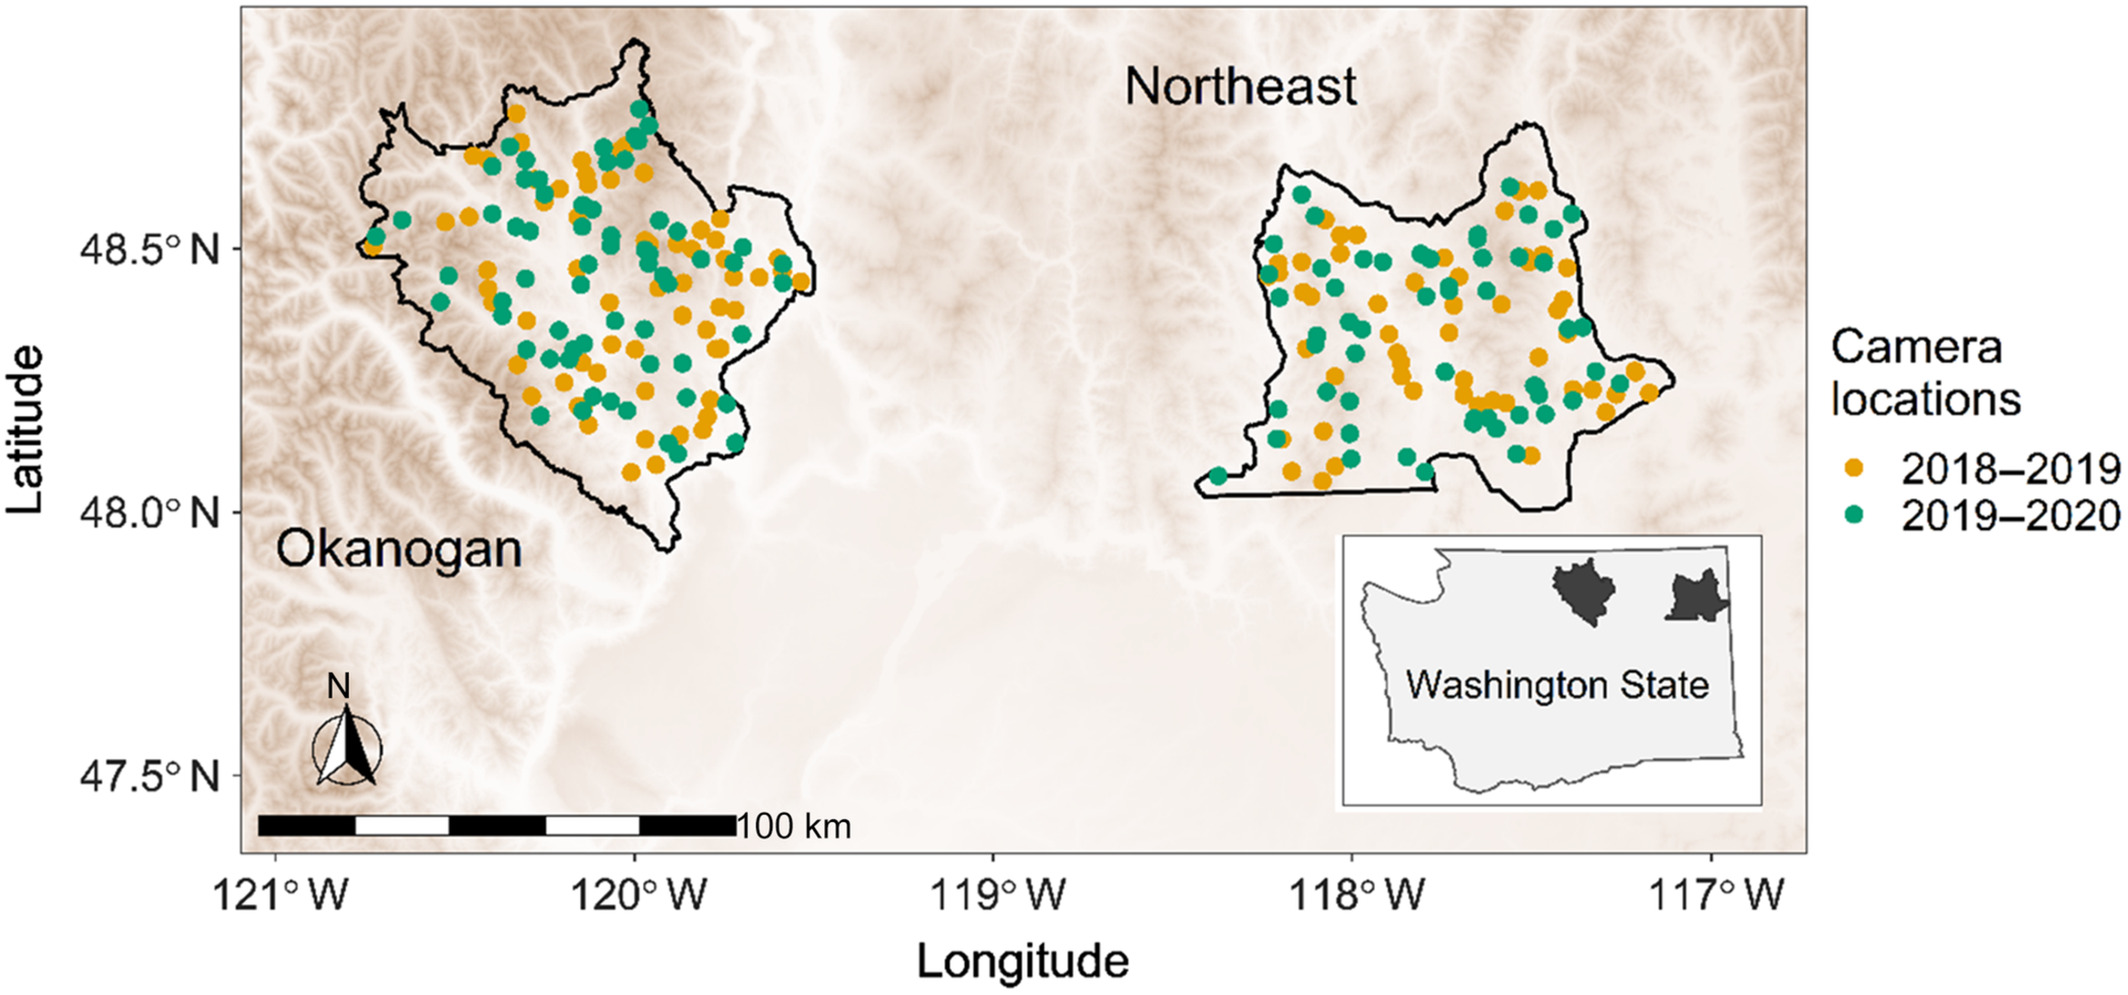 Northeast
Okanogan
48.5° N
48.0° N
47.5° N
Latitude
N
100 km
Washington State
121° W
120° W
119° W
118° W
117° W
Longitude
Camera
locations
2018–2019
2019–2020